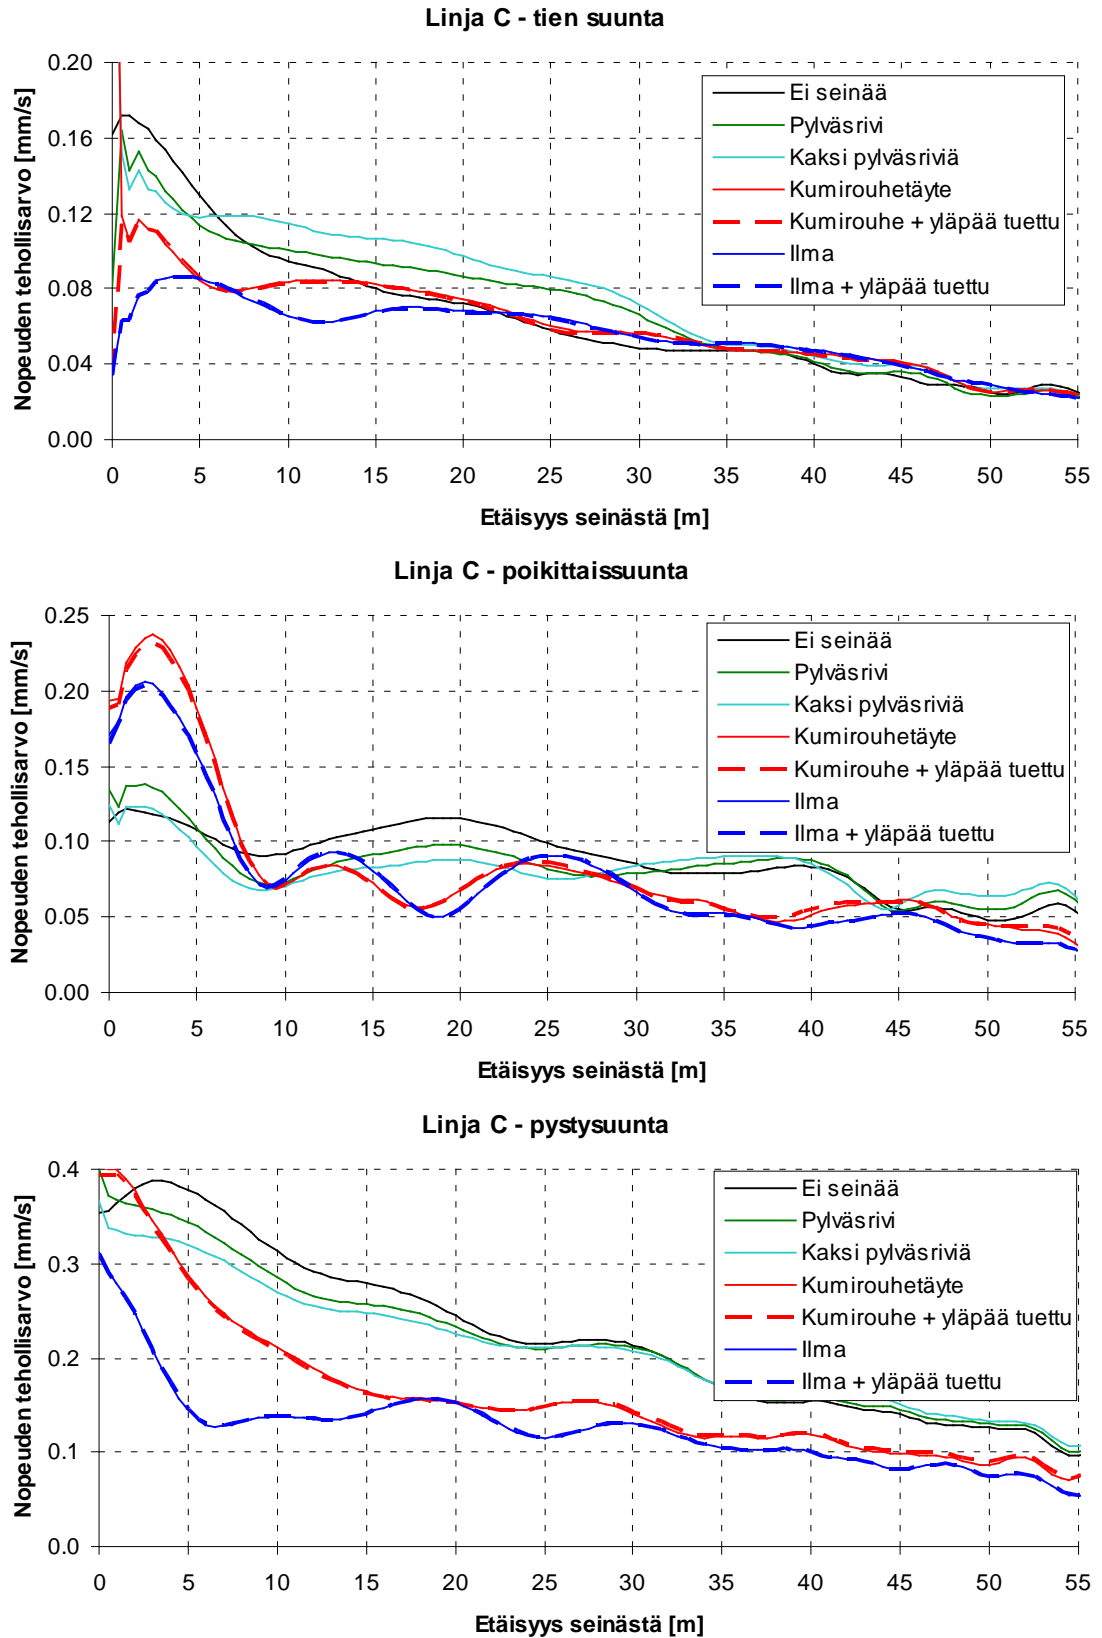 Linja C - tien suunta
Nopeuden tehollisarvo [mm/s]
0.20
0.16
0.12
0.08
0.04
0.00
Ei seinää
Pylväsrivi
Kaksi pylväsriviä
Kumirouhetäyte
Kumirouhe + yläpää tuettu
Ilma
Ilma + yläpää tuettu
0 5 10 15 20 25 30 35 40 45 50 55
Etäisyys seinästä [m]
Linja C - poikittaissuunta
Nopeuden tehollisarvo [mm/s]
0.25
0.20
0.15
0.10
0.05
0.00
Ei seinää
Pylväsrivi
Kaksi pylväsriviä
Kumirouhetäyte
Kumirouhe + yläpää tuettu
Ilma
Ilma + yläpää tuettu
0 5 10 15 20 25 30 35 40 45 50 55
Etäisyys seinästä [m]
Linja C - pystysuunta
Nopeuden tehollisarvo [mm/s]
0.4
0.3
0.2
0.1
0.0
Ei seinää
Pylväsrivi
Kaksi pylväsriviä
Kumirouhetäyte
Kumirouhe + yläpää tuettu
Ilma
Ilma + yläpää tuettu
0 5 10 15 20 25 30 35 40 45 50 55
Etäisyys seinästä [m]